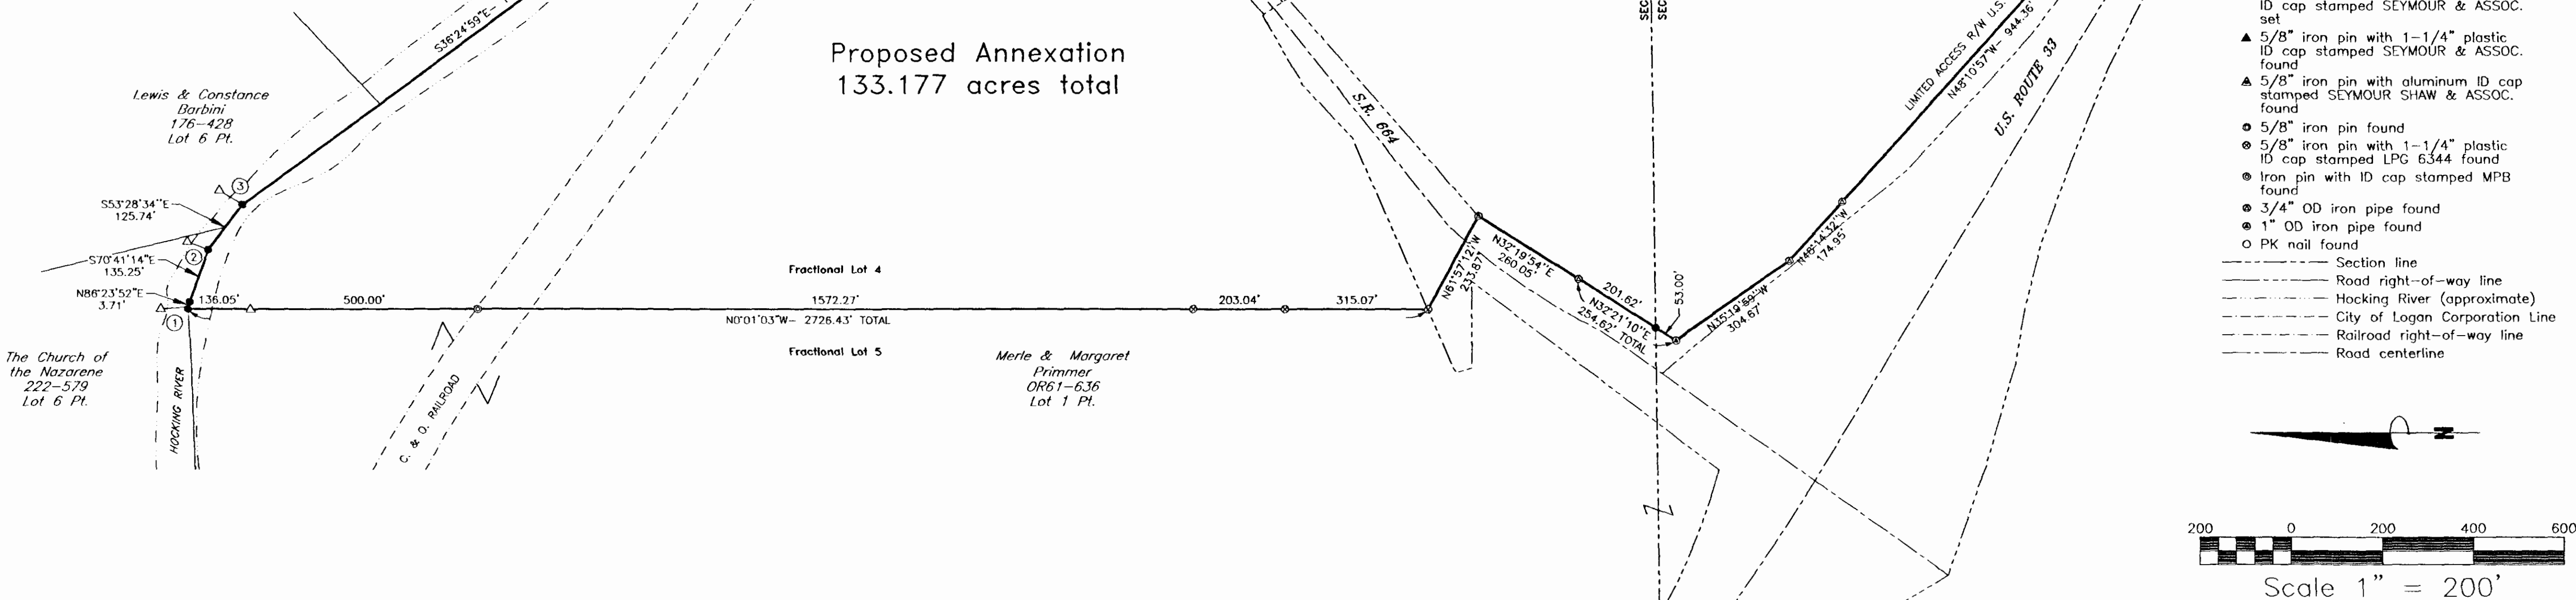 S36°24'59"E-
Proposed Annexation
133.177 acres total
Lewis & Constance
Barbini
176-428
Lot 6 Pt.
3
S53°28'34"E
125.74'
2
S70°41'14"E
135.25'
N86°23'52"E
3.71'
1
136.05'
500.00'
1572.27'
203.04'
315.07'
N0°01'03"W- 2726.43' TOTAL
Fractional Lot 4
Fractional Lot 5
The Church of
the Nazarene
222-579
Lot 6 Pt.
HOCKING RIVER
C. & O. RAILROAD
Merle & Margaret
Primmer
OR61-636
Lot 1 Pt.
S.R. 664
N61°57'12"W
233.87'
N32°19'54"E
260.05'
201.62'
N32°21'10"E
254.62' TOTAL
53.00'
N35°19'59"W
304.67'
N46°14'32"W
174.95'
SEC
SEC
LIMITED ACCESS R/W U.S.
N48°10'57"W- 944.36'
U.S. ROUTE 33
ID cap stamped SEYMOUR & ASSOC.
set
5/8" iron pin with 1-1/4" plastic
ID cap stamped SEYMOUR & ASSOC.
found
5/8" iron pin with aluminum ID cap
stamped SEYMOUR SHAW & ASSOC.
found
5/8" iron pin found
5/8" iron pin with 1-1/4" plastic
ID cap stamped LPG 6344 found
Iron pin with ID cap stamped MPB
found
3/4" OD iron pipe found
1" OD iron pipe found
PK nail found
Section line
Road right-of-way line
Hocking River (approximate)
City of Logan Corporation Line
Railroad right-of-way line
Road centerline
N
200 0 200 400 600
Scale 1" = 200'